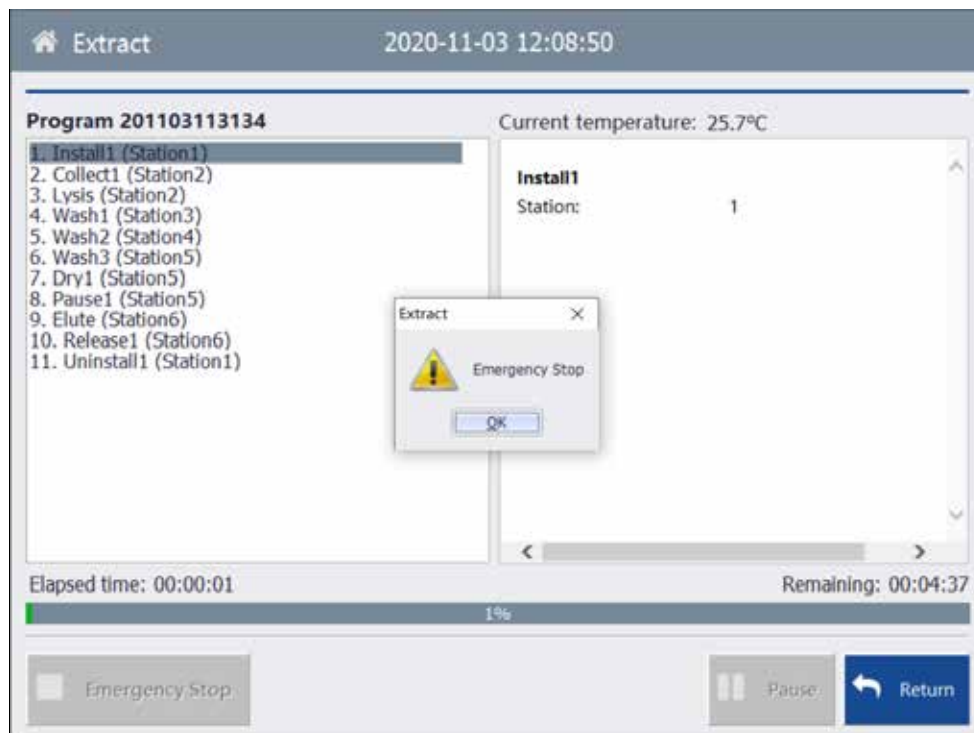 Extract 2020-11-03 12:08:50
Program 201103113134
Current temperature: 25.7°C
1. Install1 (Station1)
2. Collect1 (Station2)
3. Lysis (Station2)
4. Wash1 (Station3)
5. Wash2 (Station4)
6. Wash3 (Station5)
7. Dry1 (Station5)
8. Pause1 (Station5)
9. Elute (Station6)
10. Release1 (Station6)
11. Uninstall1 (Station1)
Install1
Station: 1
Extract
Emergency Stop
OK
Elapsed time: 00:00:01
Remaining: 00:04:37
1%
Emergency Stop
Pause
Return